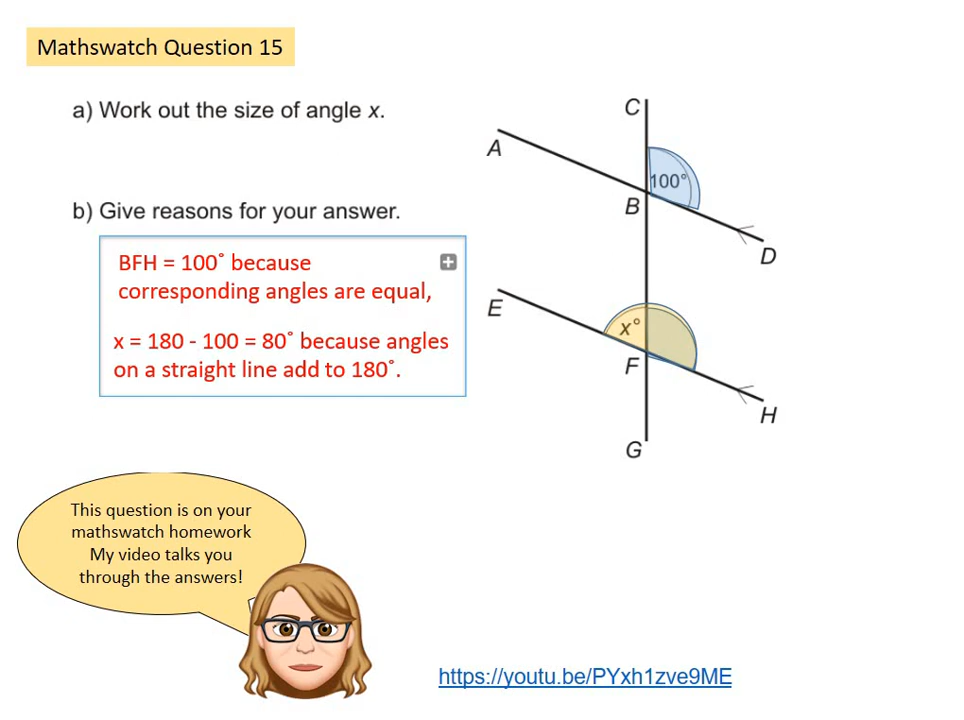 Mathswatch Question 15
a) Work out the size of angle x.
b) Give reasons for your answer.
BFH = 100˚ because
corresponding angles are equal,
x = 180 - 100 = 80˚ because angles
on a straight line add to 180˚.
C
A
100°
B
D
E
x°
F
H
G
This question is on your
mathswatch homework
My video talks you
through the answers!
https://youtu.be/PYxh1zve9ME